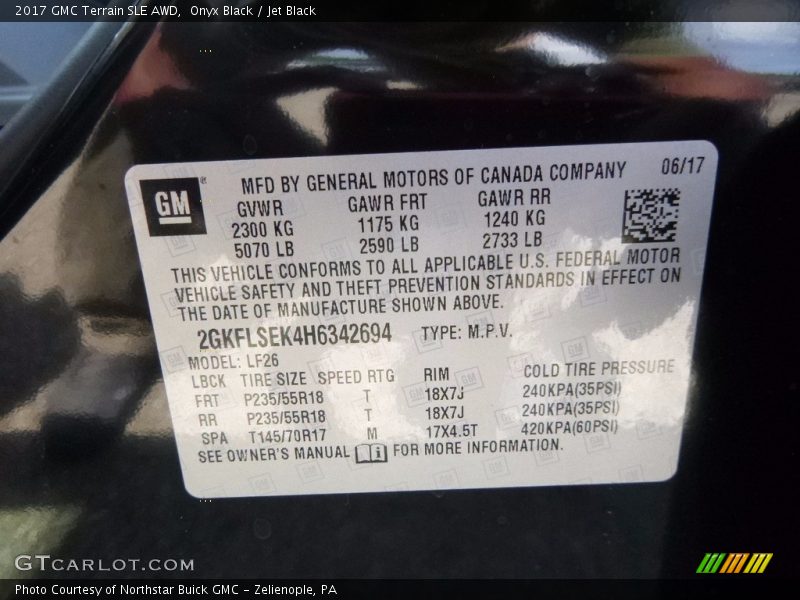 2017 GMC Terrain SLE AWD, Onyx Black / Jet Black
GM
MFD BY GENERAL MOTORS OF CANADA COMPANY 06/17
GVWR GAWR FRT GAWR RR
2300 KG 1175 KG 1240 KG
5070 LB 2590 LB 2733 LB
THIS VEHICLE CONFORMS TO ALL APPLICABLE U.S. FEDERAL MOTOR
VEHICLE SAFETY AND THEFT PREVENTION STANDARDS IN EFFECT ON
THE DATE OF MANUFACTURE SHOWN ABOVE.
2GKFLSEK4H6342694 TYPE: M.P.V.
MODEL: LF26
LBCK TIRE SIZE SPEED RTG RIM COLD TIRE PRESSURE
FRT P235/55R18 T 18X7J 240KPA(35PSI)
RR P235/55R18 T 18X7J 240KPA(35PSI)
SPA T145/70R17 M 17X4.5T 420KPA(60PSI)
SEE OWNER'S MANUAL FOR MORE INFORMATION.
GTCARLOT.COM
Photo Courtesy of Northstar Buick GMC - Zelienople, PA